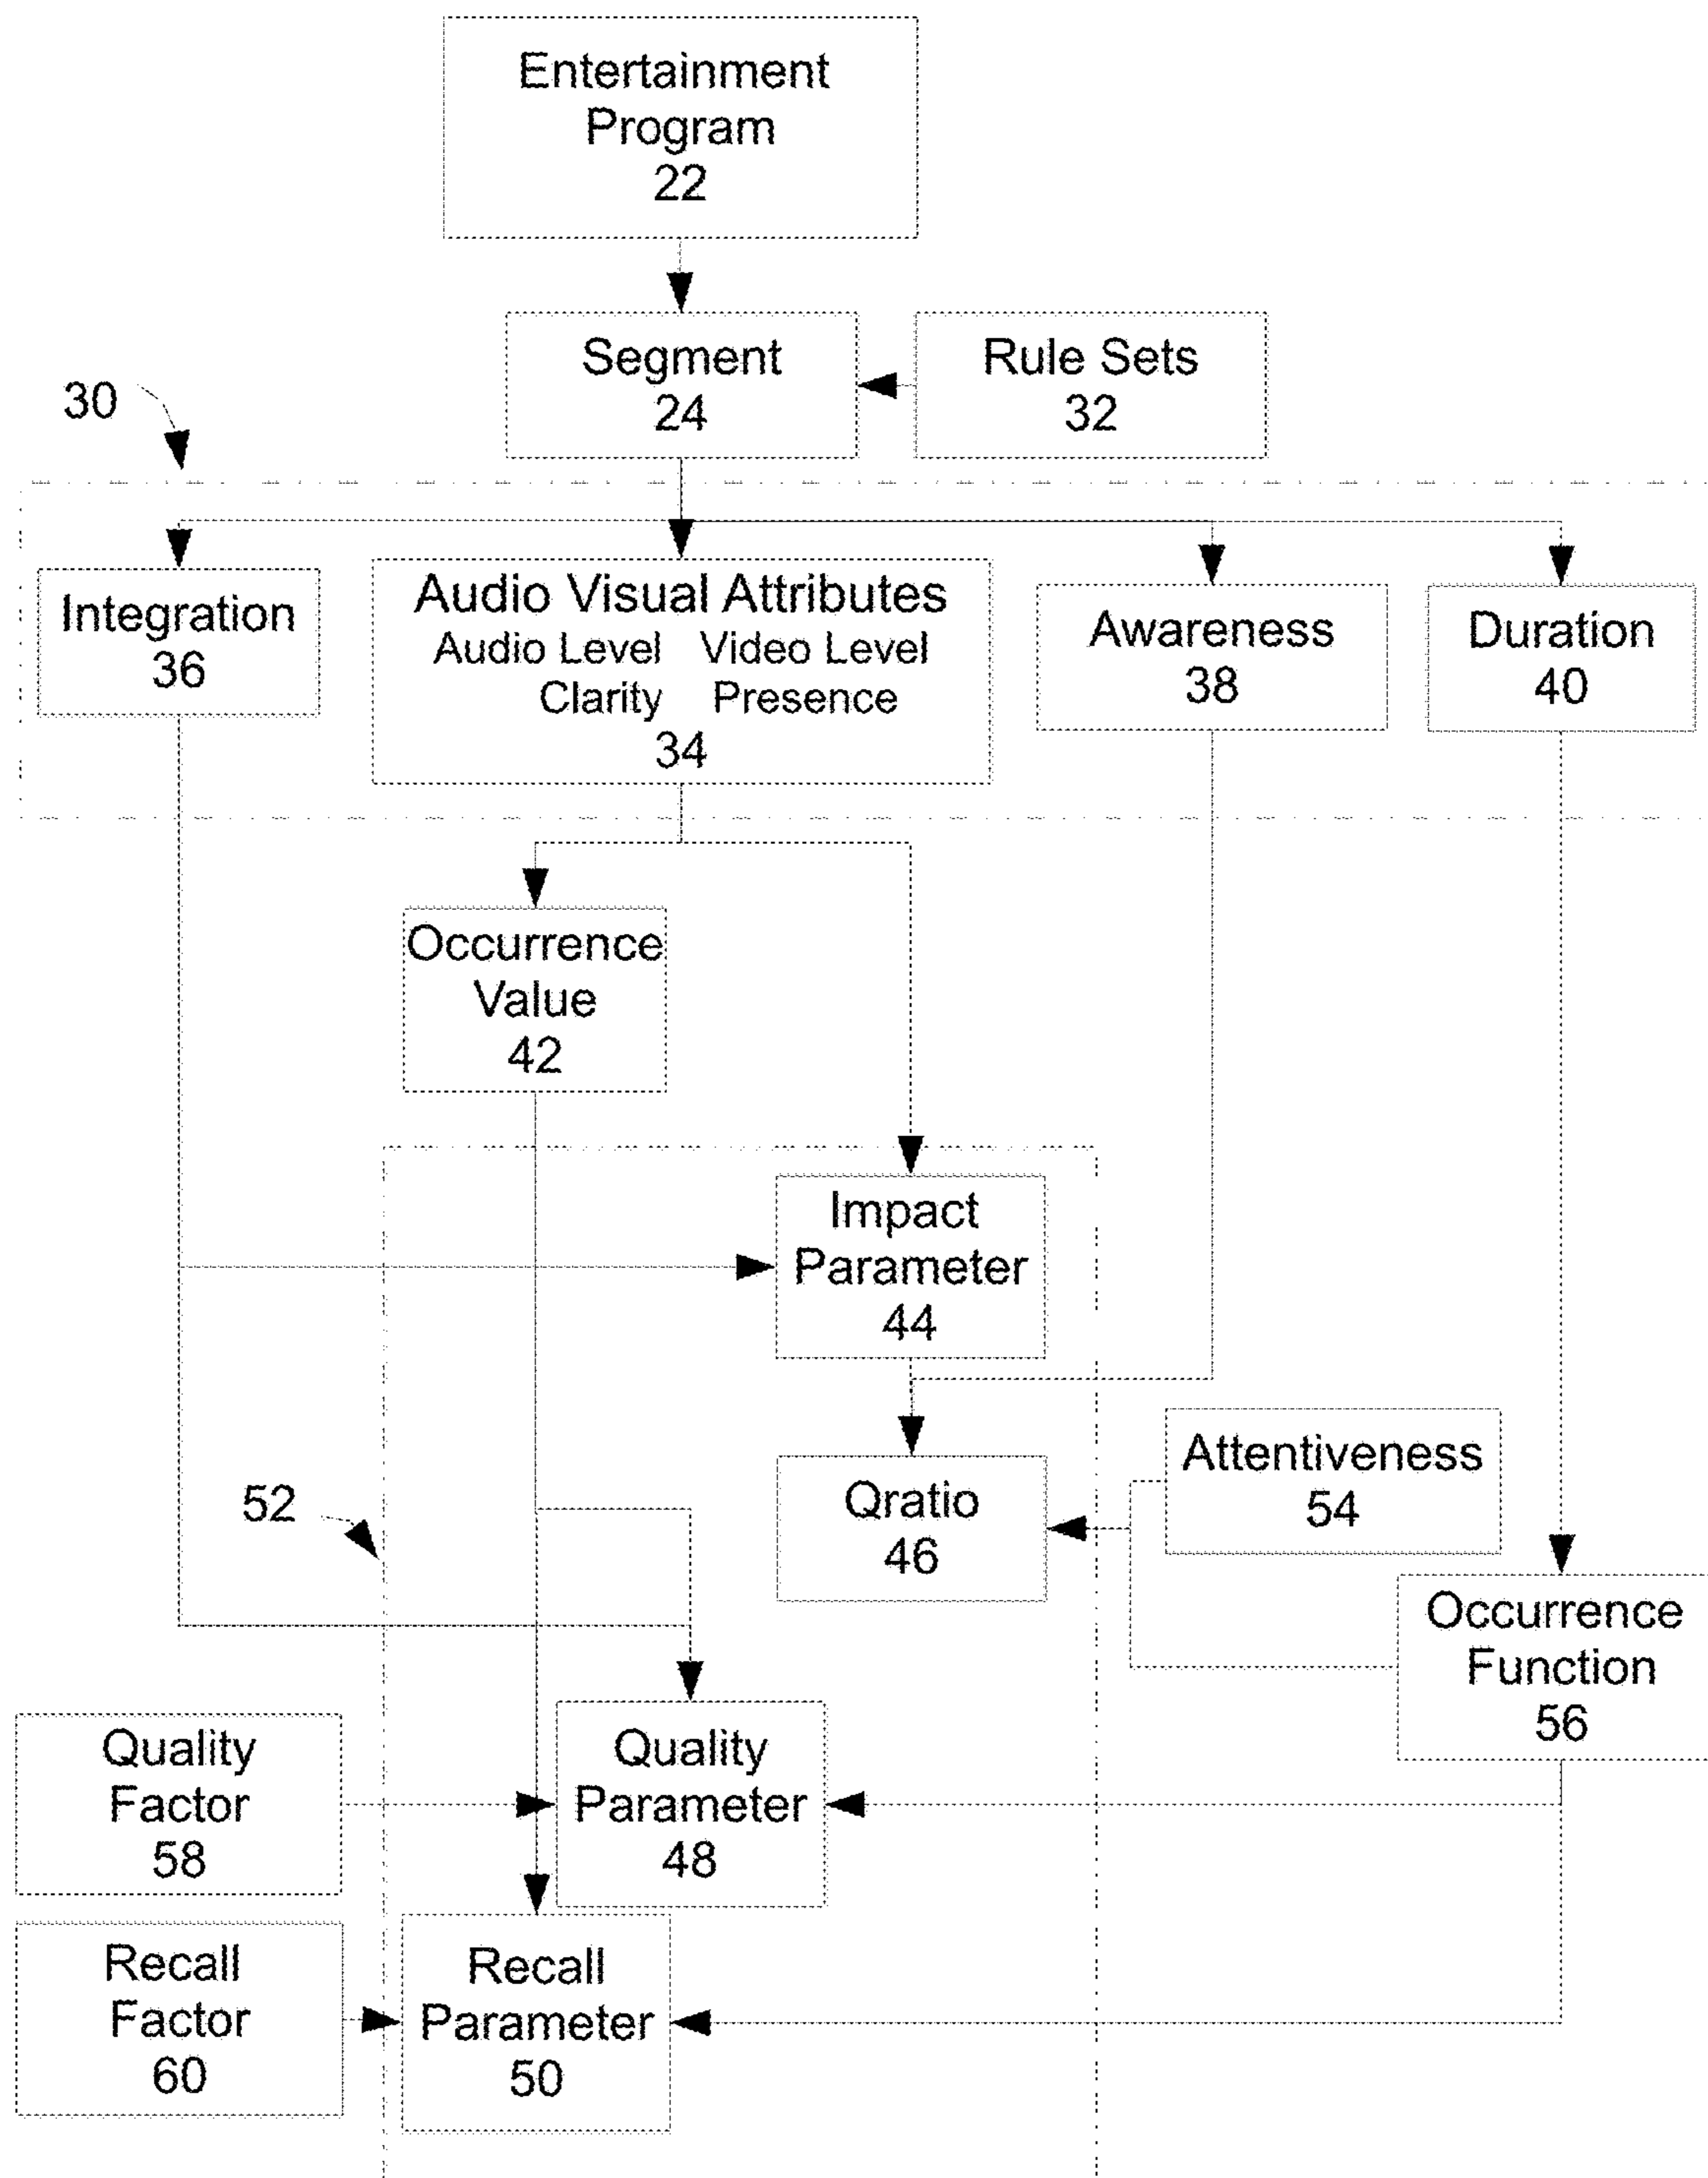 Entertainment
Program
22
Segment
24
Rule Sets
32
30
Integration
36
Audio Visual Attributes
Audio Level Video Level
Clarity Presence
34
Awareness
38
Duration
40
Occurrence
Value
42
Impact
Parameter
44
Attentiveness
54
Qratio
46
52
Occurrence
Function
56
Quality
Factor
58
Quality
Parameter
48
Recall
Factor
60
Recall
Parameter
50